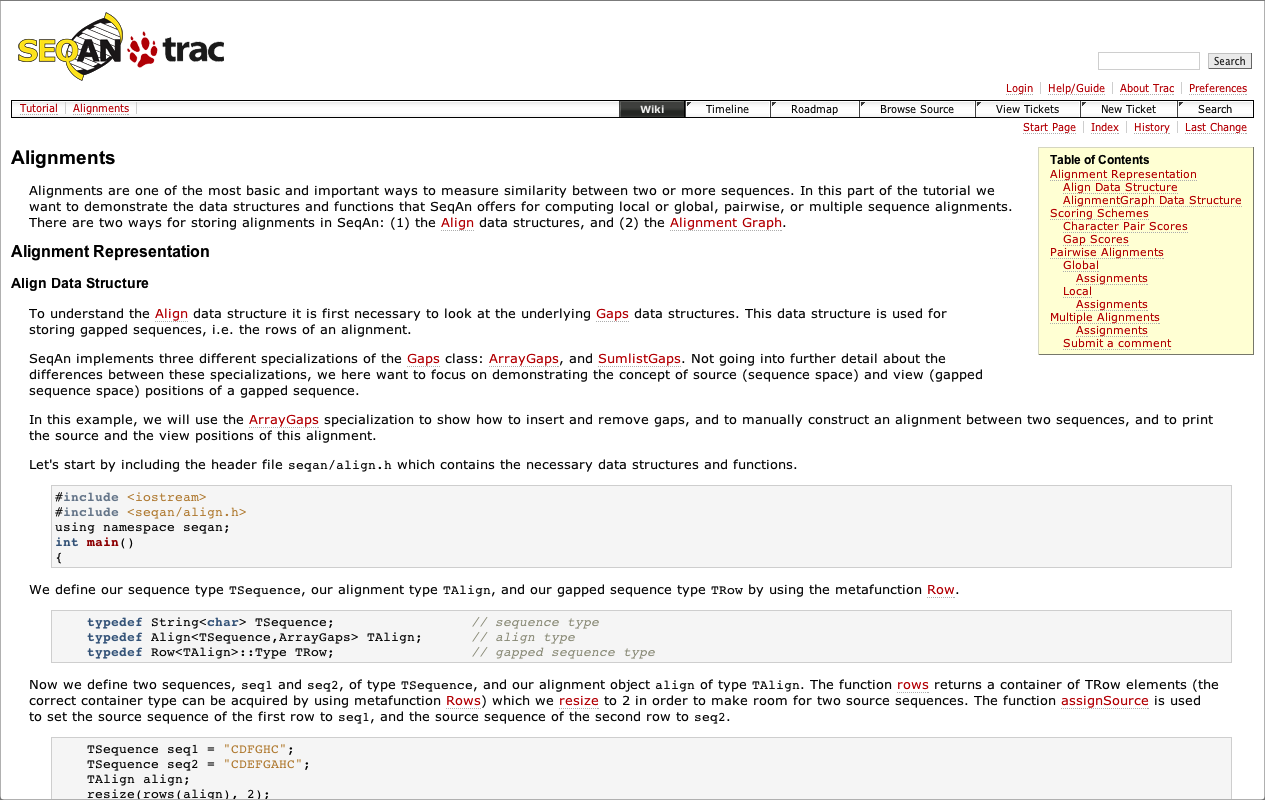 SEQAN trac
Search
Login Help/Guide About Trac Preferences
Tutorial Alignments Wiki Timeline Roadmap Browse Source View Tickets New Ticket Search
Start Page Index History Last Change
Alignments
Alignments are one of the most basic and important ways to measure similarity between two or more sequences. In this part of the tutorial we
want to demonstrate the data structures and functions that SeqAn offers for computing local or global, pairwise, or multiple sequence alignments.
There are two ways for storing alignments in SeqAn: (1) the Align data structures, and (2) the Alignment Graph.
Table of Contents
Alignment Representation
Align Data Structure
AlignmentGraph Data Structure
Scoring Schemes
Character Pair Scores
Gap Scores
Pairwise Alignments
Global
Assignments
Local
Assignments
Multiple Alignments
Assignments
Submit a comment
Alignment Representation
Align Data Structure
To understand the Align data structure it is first necessary to look at the underlying Gaps data structures. This data structure is used for
storing gapped sequences, i.e. the rows of an alignment.
SeqAn implements three different specializations of the Gaps class: ArrayGaps, and SumlistGaps. Not going into further detail about the
differences between these specializations, we here want to focus on demonstrating the concept of source (sequence space) and view (gapped
sequence space) positions of a gapped sequence.
In this example, we will use the ArrayGaps specialization to show how to insert and remove gaps, and to manually construct an alignment between two sequences, and to print
the source and the view positions of this alignment.
Let's start by including the header file seqan/align.h which contains the necessary data structures and functions.
#include <iostream>
#include <seqan/align.h>
using namespace seqan;
int main()
{
We define our sequence type TSequence, our alignment type TAlign, and our gapped sequence type TRow by using the metafunction Row.
typedef String<char> TSequence; // sequence type
typedef Align<TSequence,ArrayGaps> TAlign; // align type
typedef Row<TAlign>::Type TRow; // gapped sequence type
Now we define two sequences, seq1 and seq2, of type TSequence, and our alignment object align of type TAlign. The function rows returns a container of TRow elements (the
correct container type can be acquired by using metafunction Rows) which we resize to 2 in order to make room for two source sequences. The function assignSource is used
to set the source sequence of the first row to seq1, and the source sequence of the second row to seq2.
TSequence seq1 = "CDFGHC";
TSequence seq2 = "CDEFGAHC";
TAlign align;
resize(rows(align), 2);